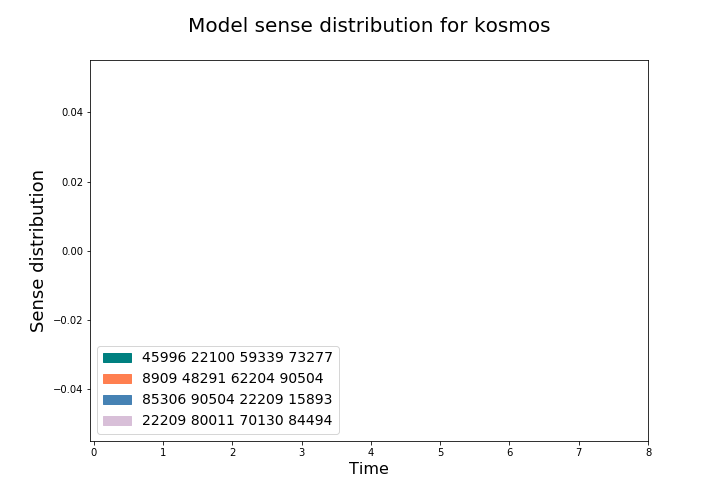 Model sense distribution for kosmos
Sense distribution
0.04
0.02
0.00
−0.02
−0.04
45996 22100 59339 73277
8909 48291 62204 90504
85306 90504 22209 15893
22209 80011 70130 84494
0 1 2 3 4 5 6 7 8
Time